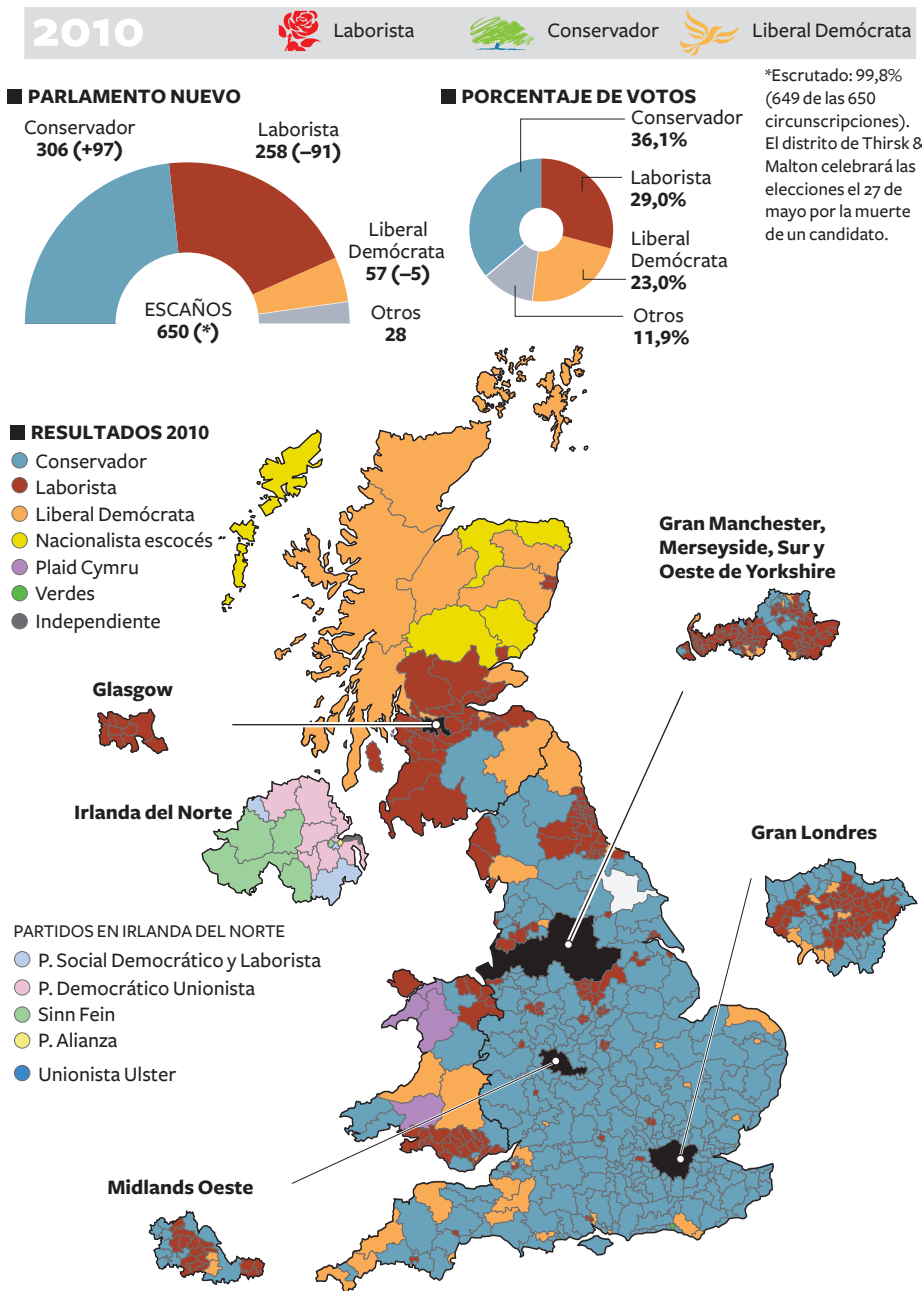 2010
Laborista
Conservador
Liberal Demócrata
PARLAMENTO NUEVO
Conservador
306 (+97)
Laborista
258 (–91)
Liberal
Demócrata
57 (–5)
Otros
28
ESCAÑOS
650 (*)
PORCENTAJE DE VOTOS
Conservador
36,1%
Laborista
29,0%
Liberal
Demócrata
23,0%
Otros
11,9%
*Escrutado: 99,8%
(649 de las 650
circunscripciones).
El distrito de Thirsk &
Malton celebrará las
elecciones el 27 de
mayo por la muerte
de un candidato.
RESULTADOS 2010
Conservador
Laborista
Liberal Demócrata
Nacionalista escocés
Plaid Cymru
Verdes
Independiente
Gran Manchester,
Merseyside, Sur y
Oeste de Yorkshire
Glasgow
Irlanda del Norte
Gran Londres
PARTIDOS EN IRLANDA DEL NORTE
P. Social Democrático y Laborista
P. Democrático Unionista
Sinn Fein
P. Alianza
Unionista Ulster
Midlands Oeste